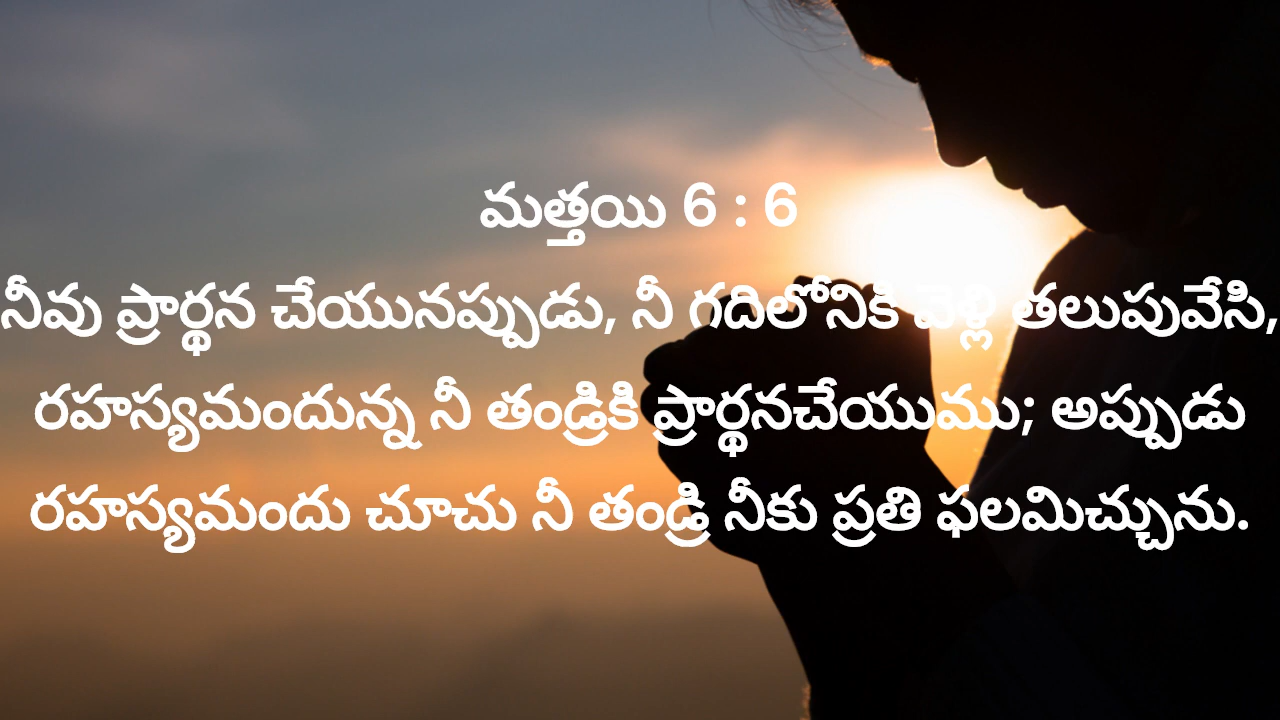 మత్తయి 6 : 6
నీవు ప్రార్థన చేయునప్పుడు, నీ గదిలోనికి వెళ్లి తలుపువేసి,
రహస్యమందున్న నీ తండ్రికి ప్రార్థనచేయుము; అప్పుడు
రహస్యమందు చూచు నీ తండ్రి నీకు ప్రతి ఫలమిచ్చును.